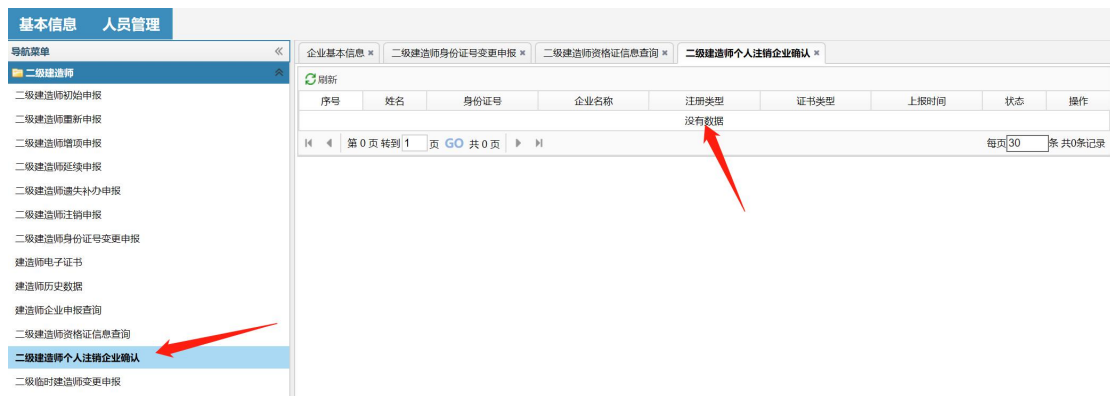 基本信息 人员管理
导航菜单
二级建造师
二级建造师初始申报
二级建造师重新申报
二级建造师增项申报
二级建造师延续申报
二级建造师遗失补办申报
二级建造师注销申报
二级建造师身份证号变更申报
建造师电子证书
建造师历史数据
建造师企业申报查询
二级建造师资格证信息查询
二级建造师个人注销企业确认
二级临时建造师变更申报
企业基本信息 二级建造师身份证号变更申报 二级建造师资格证信息查询 二级建造师个人注销企业确认
刷新
序号 姓名 身份证号 企业名称 注册类型 证书类型 上报时间 状态 操作
没有数据
第 0 页 转到 1 页 GO 共 0 页 每页 30 条 共0条记录